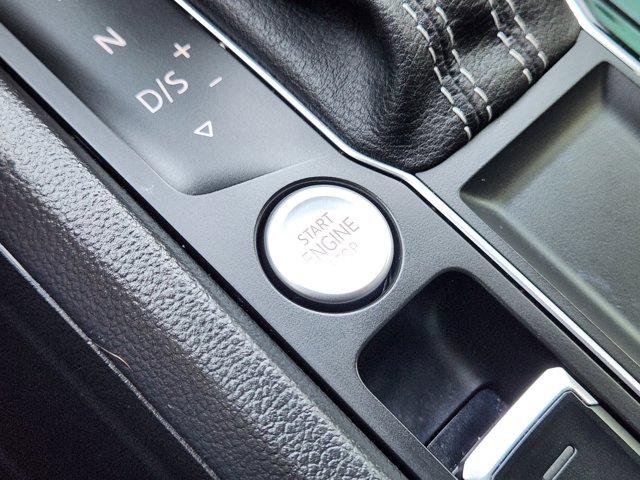 N
+
D/S
-
START
ENGINE
STOP